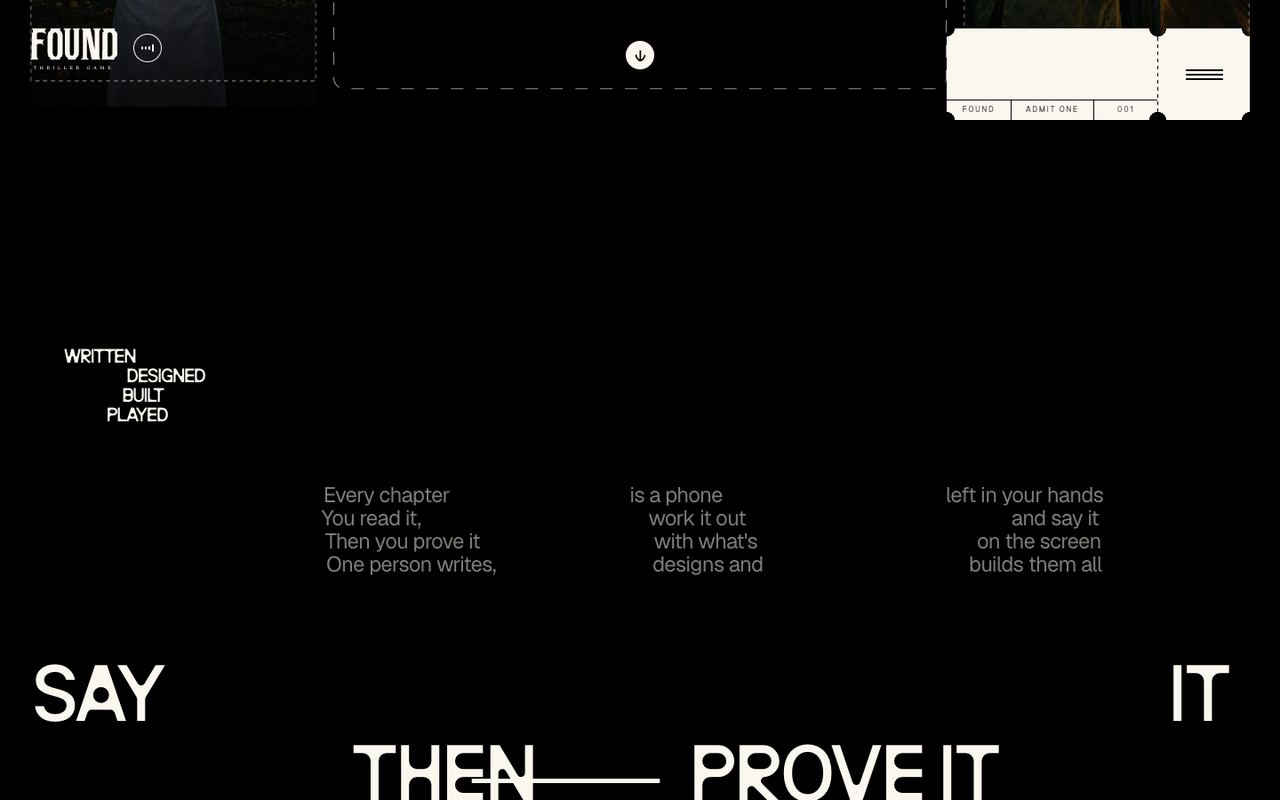 FOUND
THRILLER GAME
FOUND ADMIT ONE 001
WRITTEN
DESIGNED
BUILT
PLAYED
Every chapter is a phone left in your hands
You read it, work it out and say it
Then you prove it with what's on the screen
One person writes, designs and builds them all
SAY IT
THEN PROVE IT